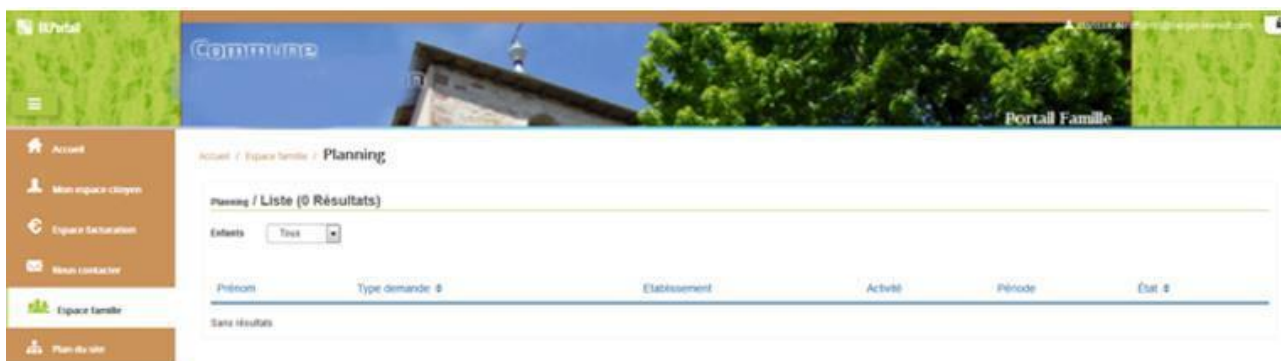 BLPortail
Commune
Portail Famille
Accueil
Mon espace citoyen
Espace facturation
Nous contacter
Espace famille
Plan du site
Accueil / Espace famille / Planning
Planning / Liste (0 Résultats)
Enfants Tous
Prénom Type demande Etablissement Activité Période État
Sans résultats